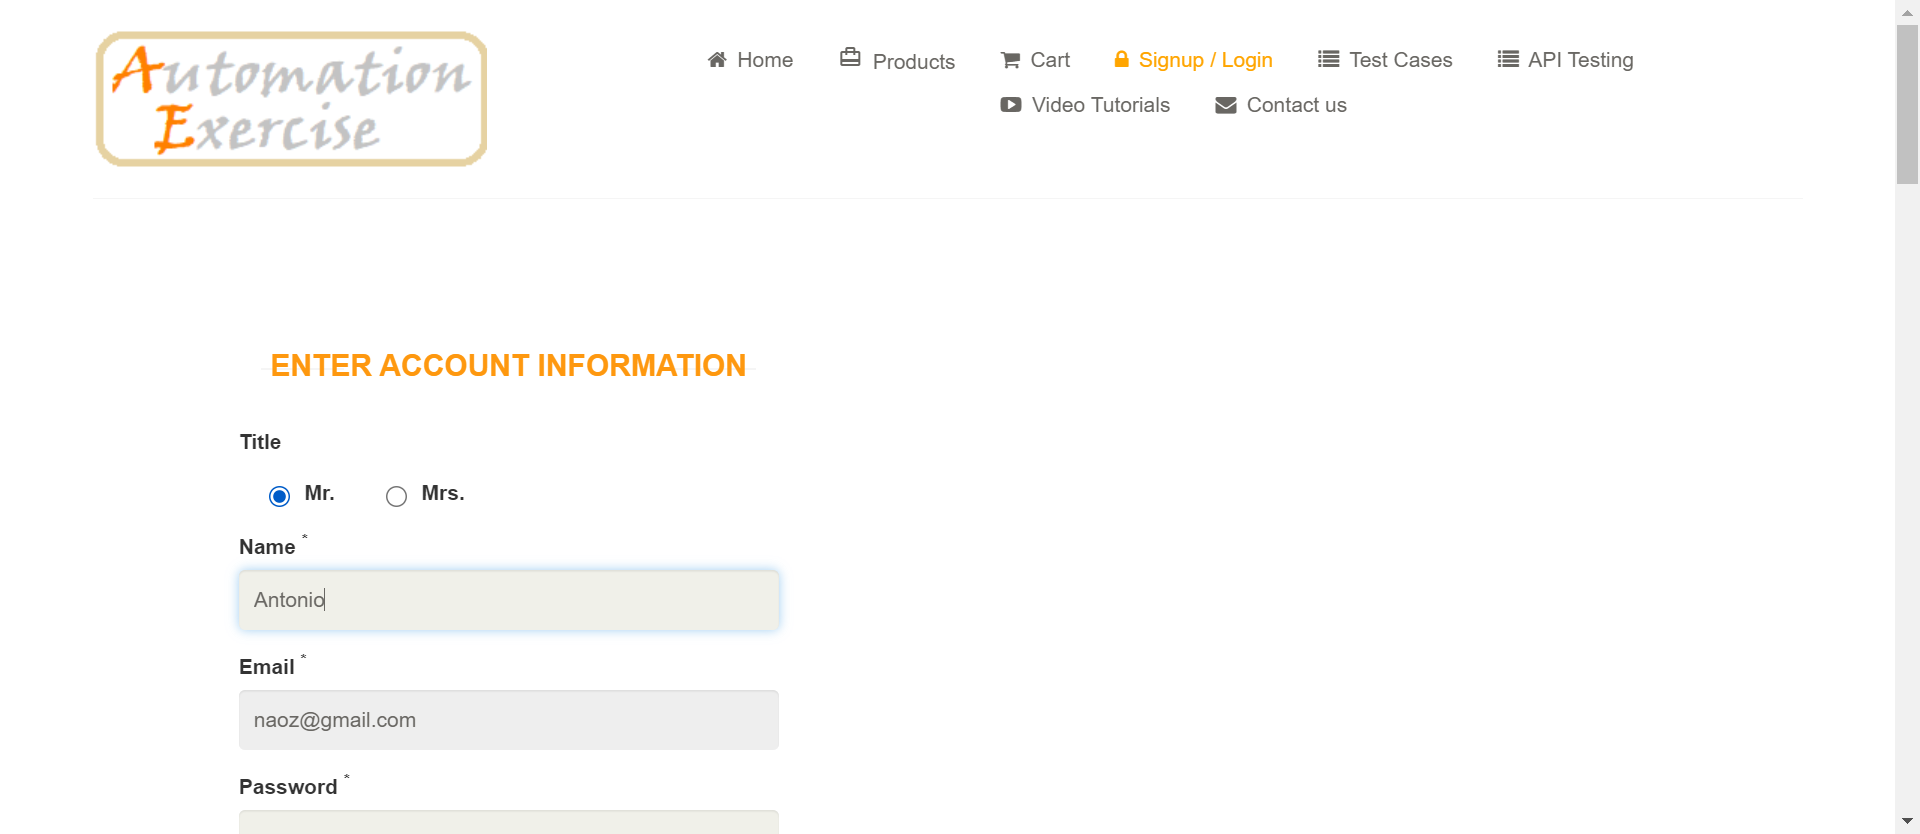 Automation
Exercise
Home
Products
Cart
Signup / Login
Test Cases
API Testing
Video Tutorials
Contact us
ENTER ACCOUNT INFORMATION
Title
Mr.
Mrs.
Name *
Antonio
Email *
naoz@gmail.com
Password *